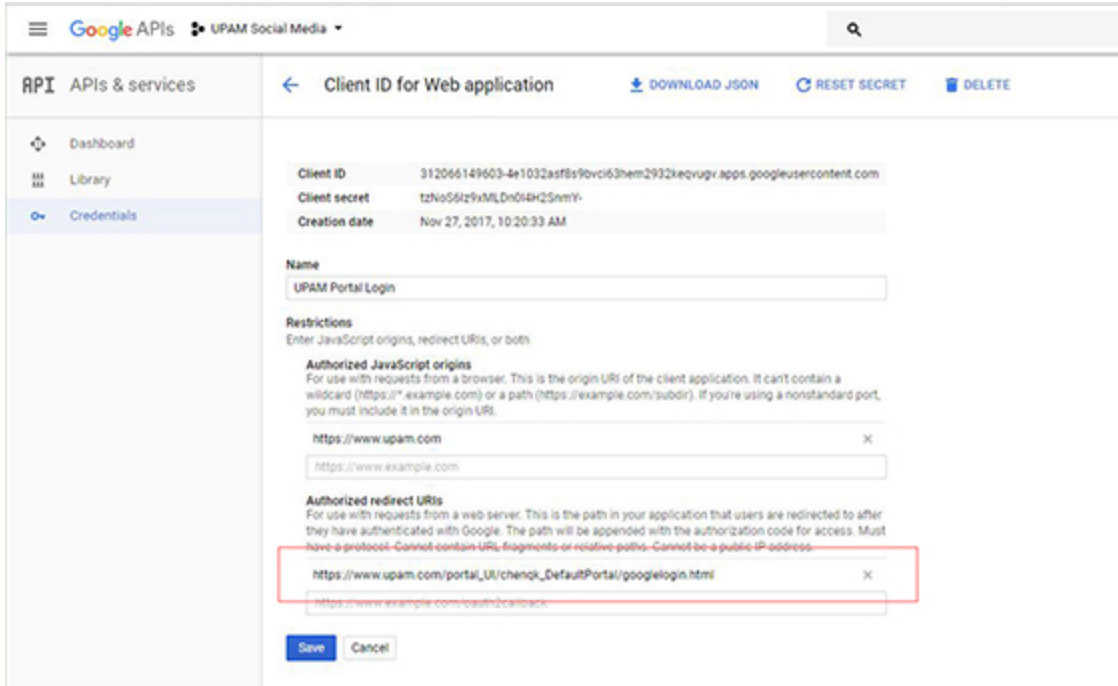 Google APIs UPAM Social Media
API APIs & services
Client ID for Web application DOWNLOAD JSON RESET SECRET DELETE
Dashboard
Library
Credentials
Client ID 312066149603-4e1032asf8s9bvci63hem2932keqvugv.apps.googleusercontent.com
Client secret
Creation date Nov 27, 2017, 10:20:33 AM
Name
UPAM Portal Login
Restrictions
Enter JavaScript origins, redirect URIs, or both
Authorized JavaScript origins
For use with requests from a browser. This is the origin URI of the client application. It can't contain a
wildcard (https://*.example.com) or a path (https://example.com/subdir). If you're using a nonstandard port,
you must include it in the origin URI.
https://www.upam.com
https://www.example.com
Authorized redirect URIs
For use with requests from a web server. This is the path in your application that users are redirected to after
they have authenticated with Google. The path will be appended with the authorization code for access. Must
have a protocol. Cannot contain URL fragments or relative paths. Cannot be a public IP address.
https://www.upam.com/portal_UI/chenqk_DefaultPortal/googlelogin.html
https://www.example.com/oauth2callback
Save Cancel